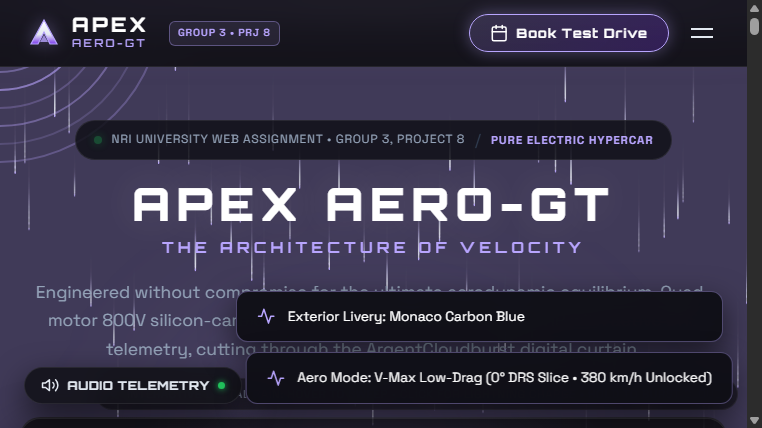 APEX
AERO-GT
GROUP 3 • PRJ 8
Book Test Drive
NRI UNIVERSITY WEB ASSIGNMENT • GROUP 3, PROJECT 8 / PURE ELECTRIC HYPERCAR
APEX AERO-GT
THE ARCHITECTURE OF VELOCITY
Engineered without compromise for the ultimate aerodynamic equilibrium. Quad
motor 800V silicon-car
Exterior Livery: Monaco Carbon Blue
telemetry, cutting through the ArgentCloudburst digital curtain.
AUDIO TELEMETRY
Aero Mode: V-Max Low-Drag (0° DRS Slice • 380 km/h Unlocked)